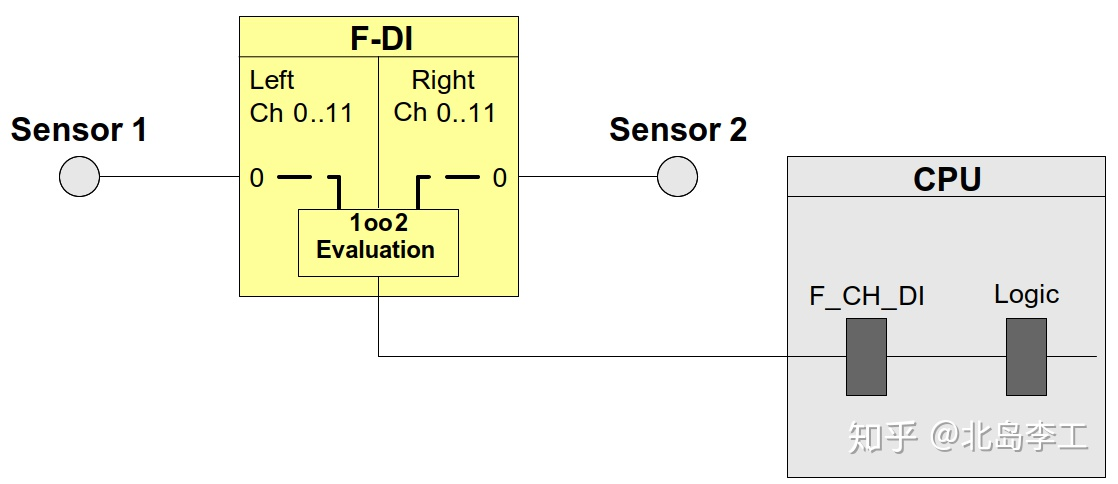 F-DI
Left
Right
Ch 0..11
Ch 0..11
Sensor 1
Sensor 2
0
0
1oo2
Evaluation
CPU
F_CH_DI
Logic
知乎 @北岛李工